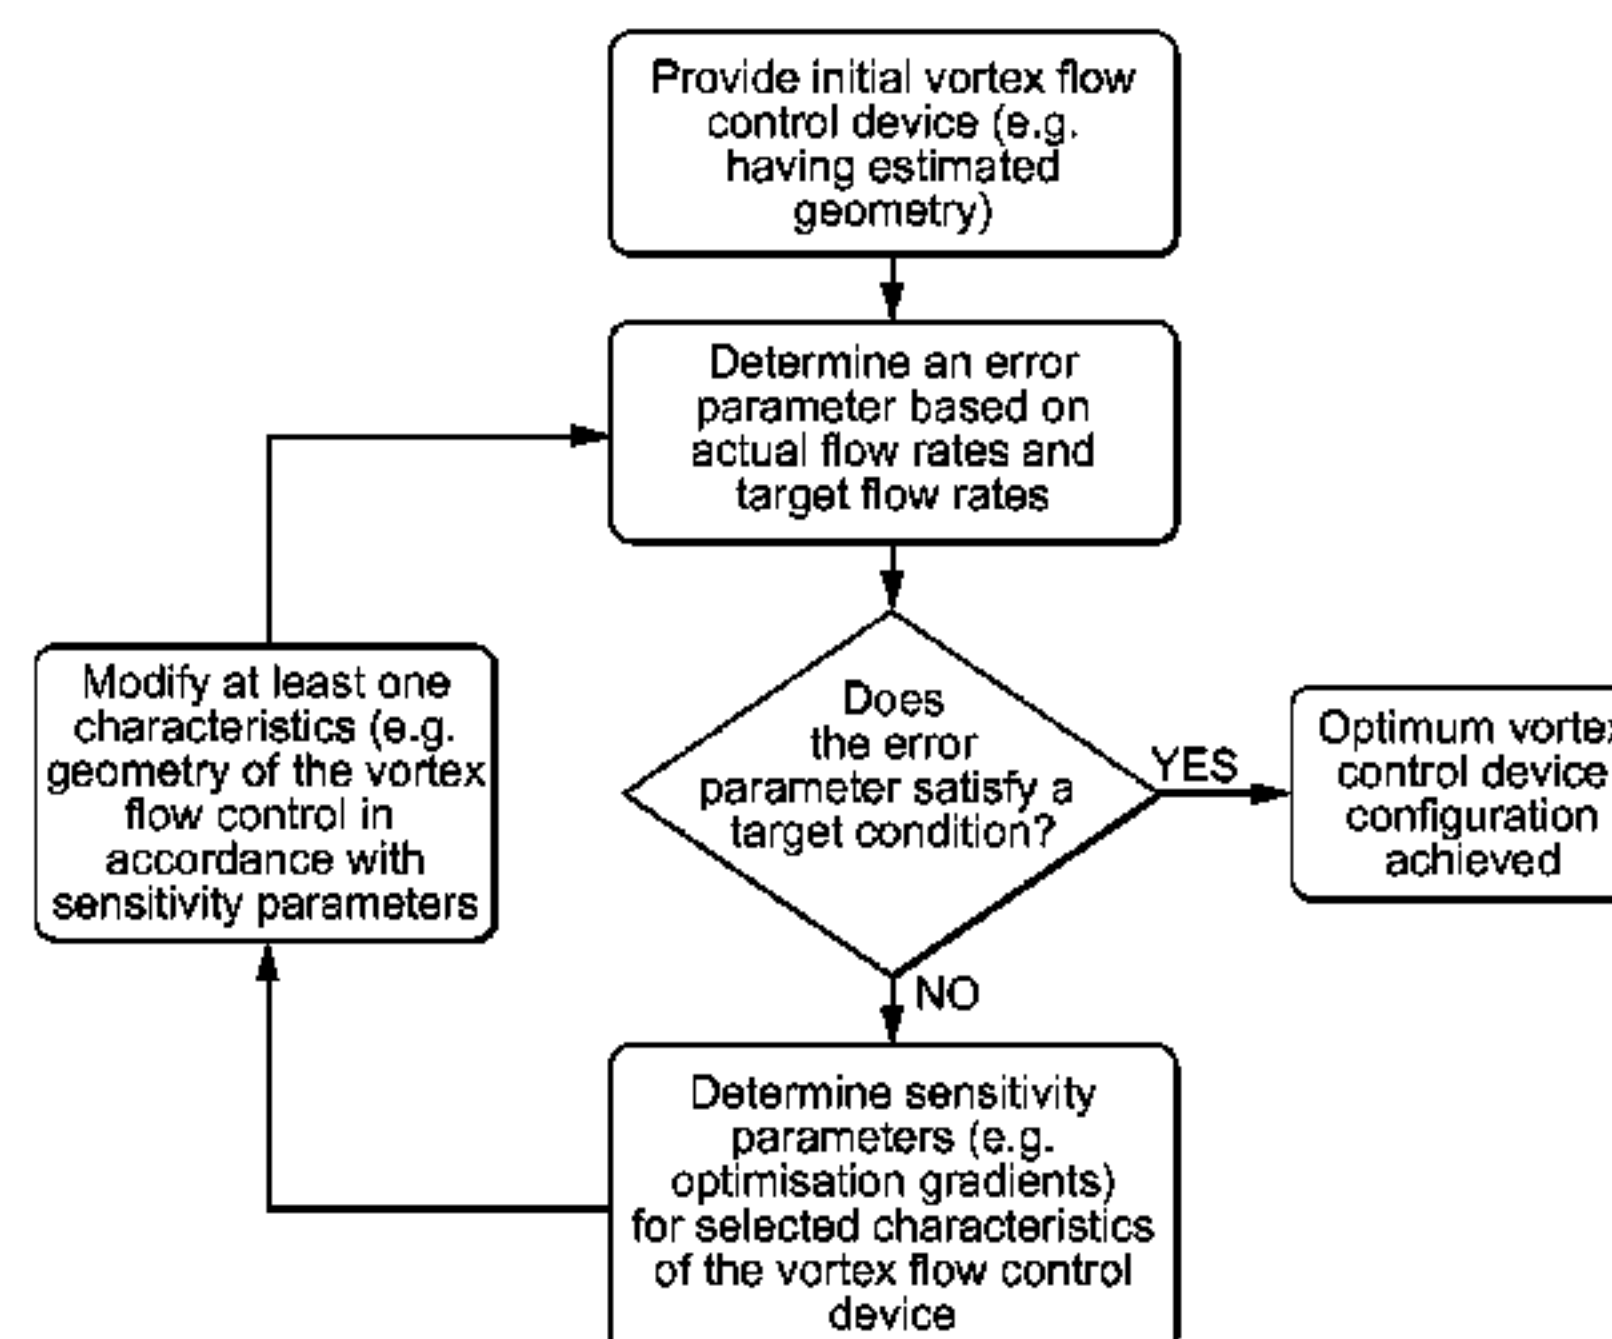 Provide initial vortex flow
control device (e.g.
having estimated
geometry)
Determine an error
parameter based on
actual flow rates and
target flow rates
Does
the error
parameter satisfy a
target condition?
YES
Optimum vortex
control device
configuration
achieved
NO
Determine sensitivity
parameters (e.g.
optimisation gradients)
for selected characteristics
of the vortex flow control
device
Modify at least one
characteristics (e.g.
geometry of the vortex
flow control in
accordance with
sensitivity parameters